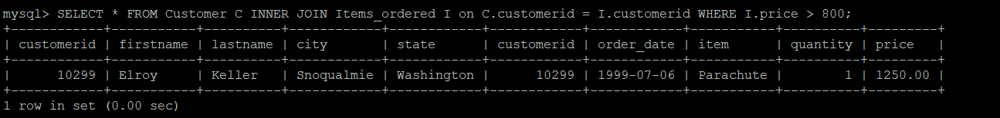 mysql> SELECT * FROM Customer C INNER JOIN Items_ordered I on C.customerid = I.customerid WHERE I.price > 800;
+------------+-----------+----------+------------+------------+------------+------------+-----------+----------+---------+
| customerid | firstname | lastname | city       | state      | customerid | order_date | item      | quantity | price   |
+------------+-----------+----------+------------+------------+------------+------------+-----------+----------+---------+
|      10299 | Elroy     | Keller   | Snoqualmie | Washington |      10299 | 1999-07-06 | Parachute |        1 | 1250.00 |
+------------+-----------+----------+------------+------------+------------+------------+-----------+----------+---------+
1 row in set (0.00 sec)